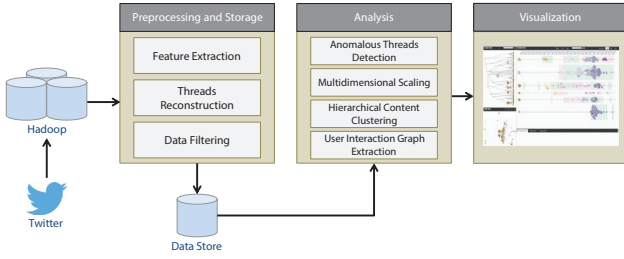 Preprocessing and Storage
Feature Extraction
Threads
Reconstruction
Data Filtering
Analysis
Anomalous Threads
Detection
Multidimensional Scaling
Hierarchical Content
Clustering
User Interaction Graph
Extraction
Visualization
Hadoop
Twitter
Data Store